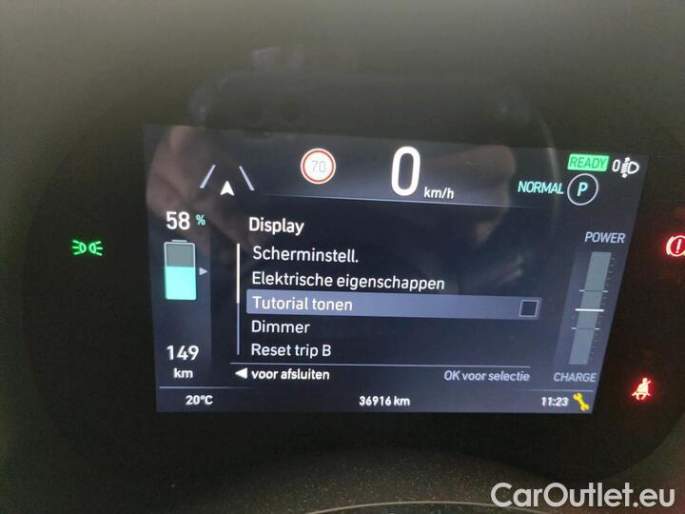 70
0 km/h
READY 0
NORMAL P
58 %
Display
POWER
Scherminstell.
Elektrische eigenschappen
Tutorial tonen
Dimmer
149
km
Reset trip B
◀ voor afsluiten
OK voor selectie
CHARGE
20°C
36916 km
11:23
CarOutlet.eu